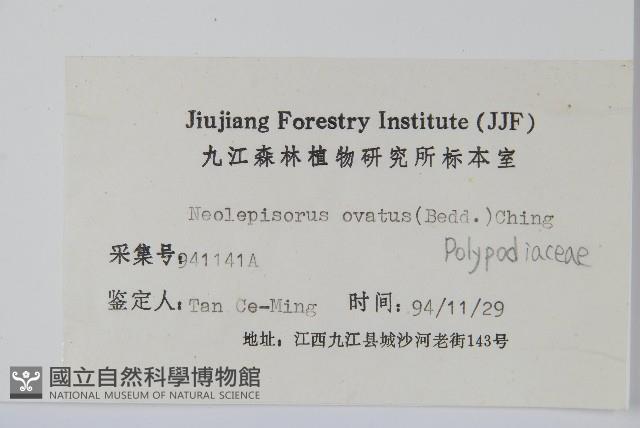 Jiujiang Forestry Institute (JJF)
九江森林植物研究所标本室
Neolepisorus ovatus(Bedd.)Ching
Polypodiaceae
采集号:941141A
鉴定人:Tan Ce-Ming 时间:94/11/29
地址:江西九江县城沙河老街143号
國立自然科學博物館
NATIONAL MUSEUM OF NATURAL SCIENCE